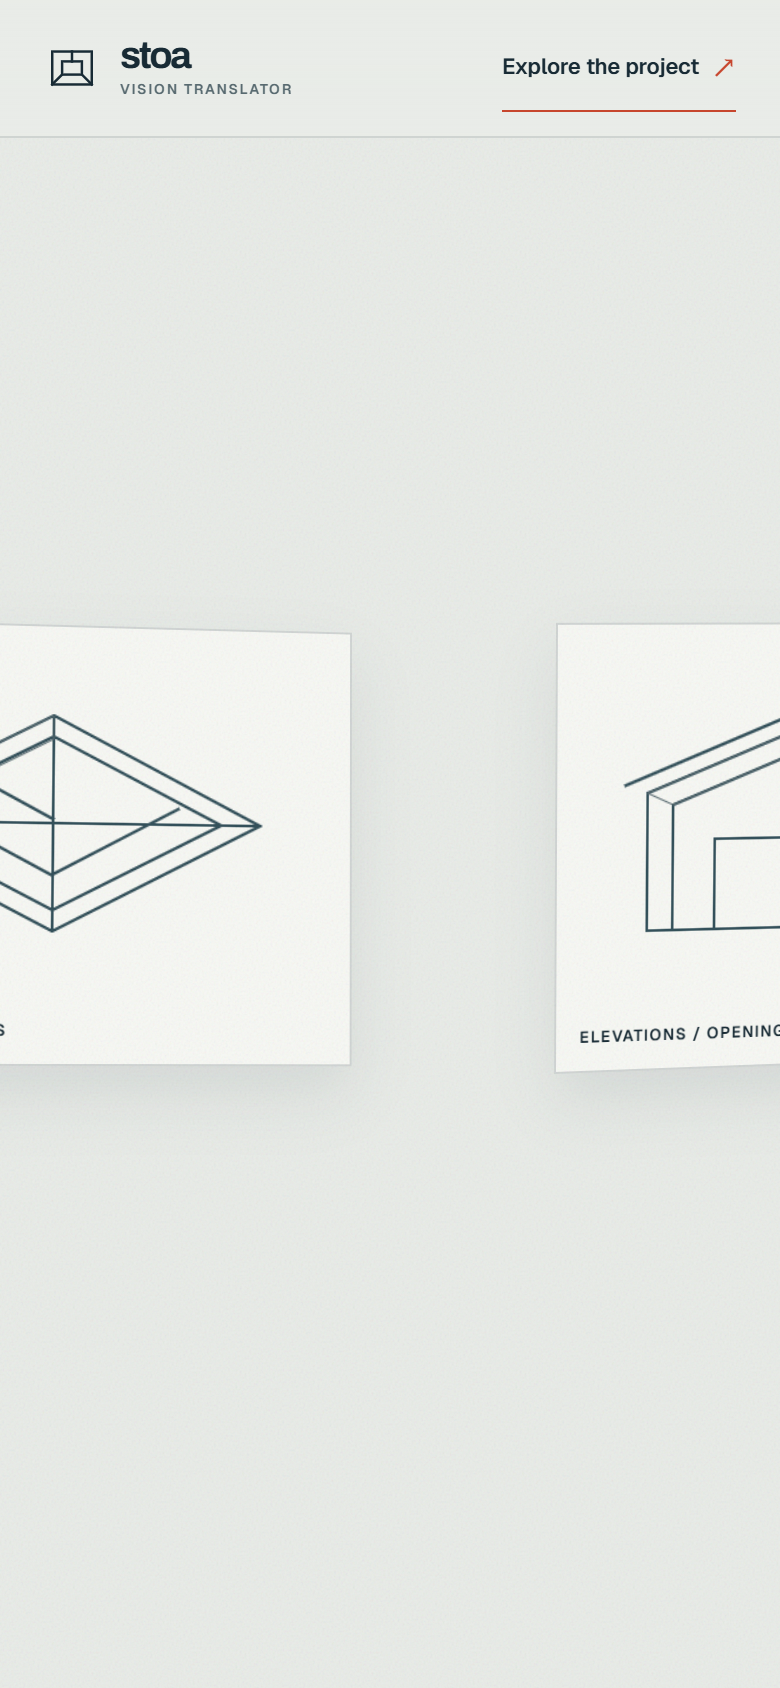 stoa
VISION TRANSLATOR
Explore the project ↗
S
ELEVATIONS / OPENING